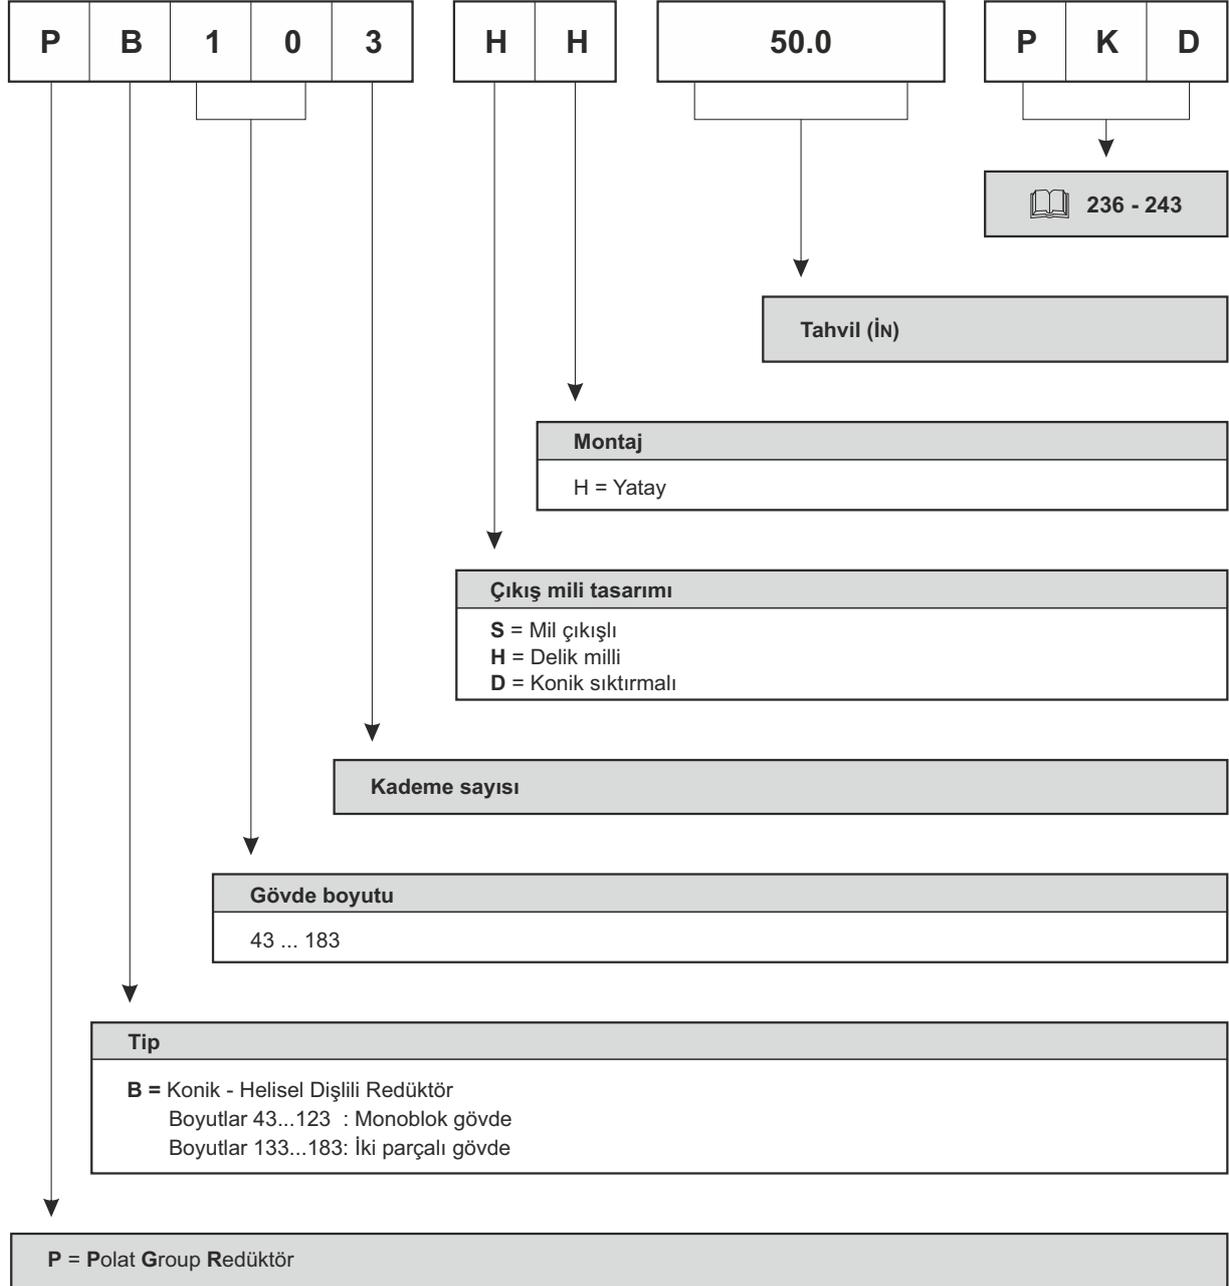 P B 1 0 3 H H 50.0 P K D
236 - 243
Tahvil (İN)
Montaj
H = Yatay
Çıkış mili tasarımı
S = Mil çıkışlı
H = Delik milli
D = Konik sıktırmalı
Kademe sayısı
Gövde boyutu
43 ... 183
Tip
B = Konik - Helisel Dişlili Redüktör
Boyutlar 43...123 : Monoblok gövde
Boyutlar 133...183: İki parçalı gövde
P = Polat Group Redüktör